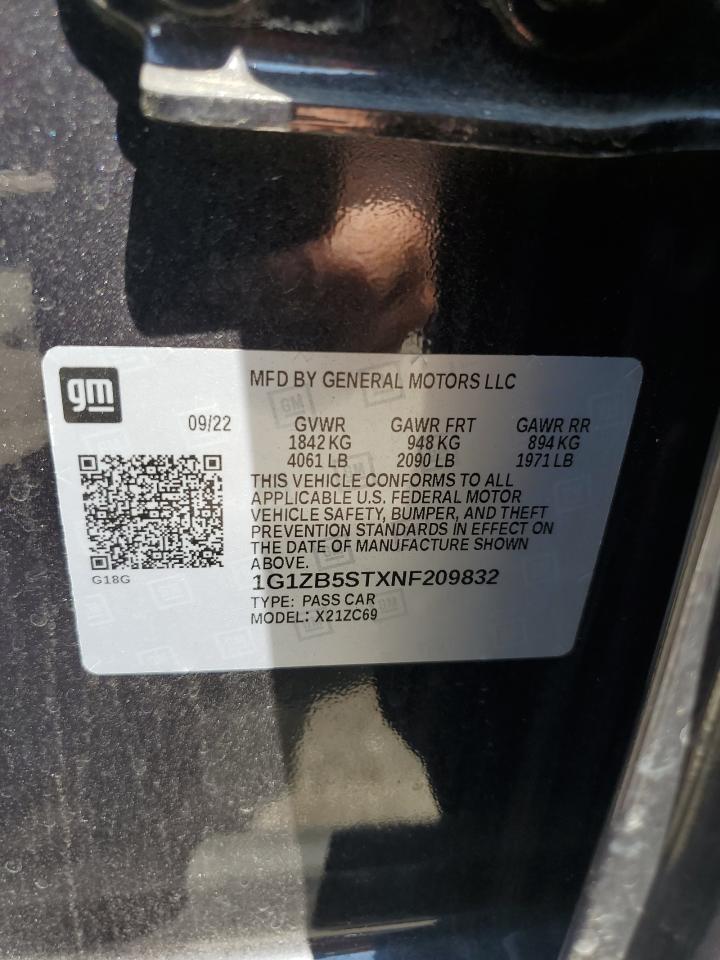 gm
MFD BY GENERAL MOTORS LLC
09/22 GVWR GAWR FRT GAWR RR
1842 KG 948 KG 894 KG
4061 LB 2090 LB 1971 LB
THIS VEHICLE CONFORMS TO ALL
APPLICABLE U.S. FEDERAL MOTOR
VEHICLE SAFETY, BUMPER, AND THEFT
PREVENTION STANDARDS IN EFFECT ON
THE DATE OF MANUFACTURE SHOWN
ABOVE.
G18G
1G1ZB5STXNF209832
TYPE: PASS CAR
MODEL: X21ZC69